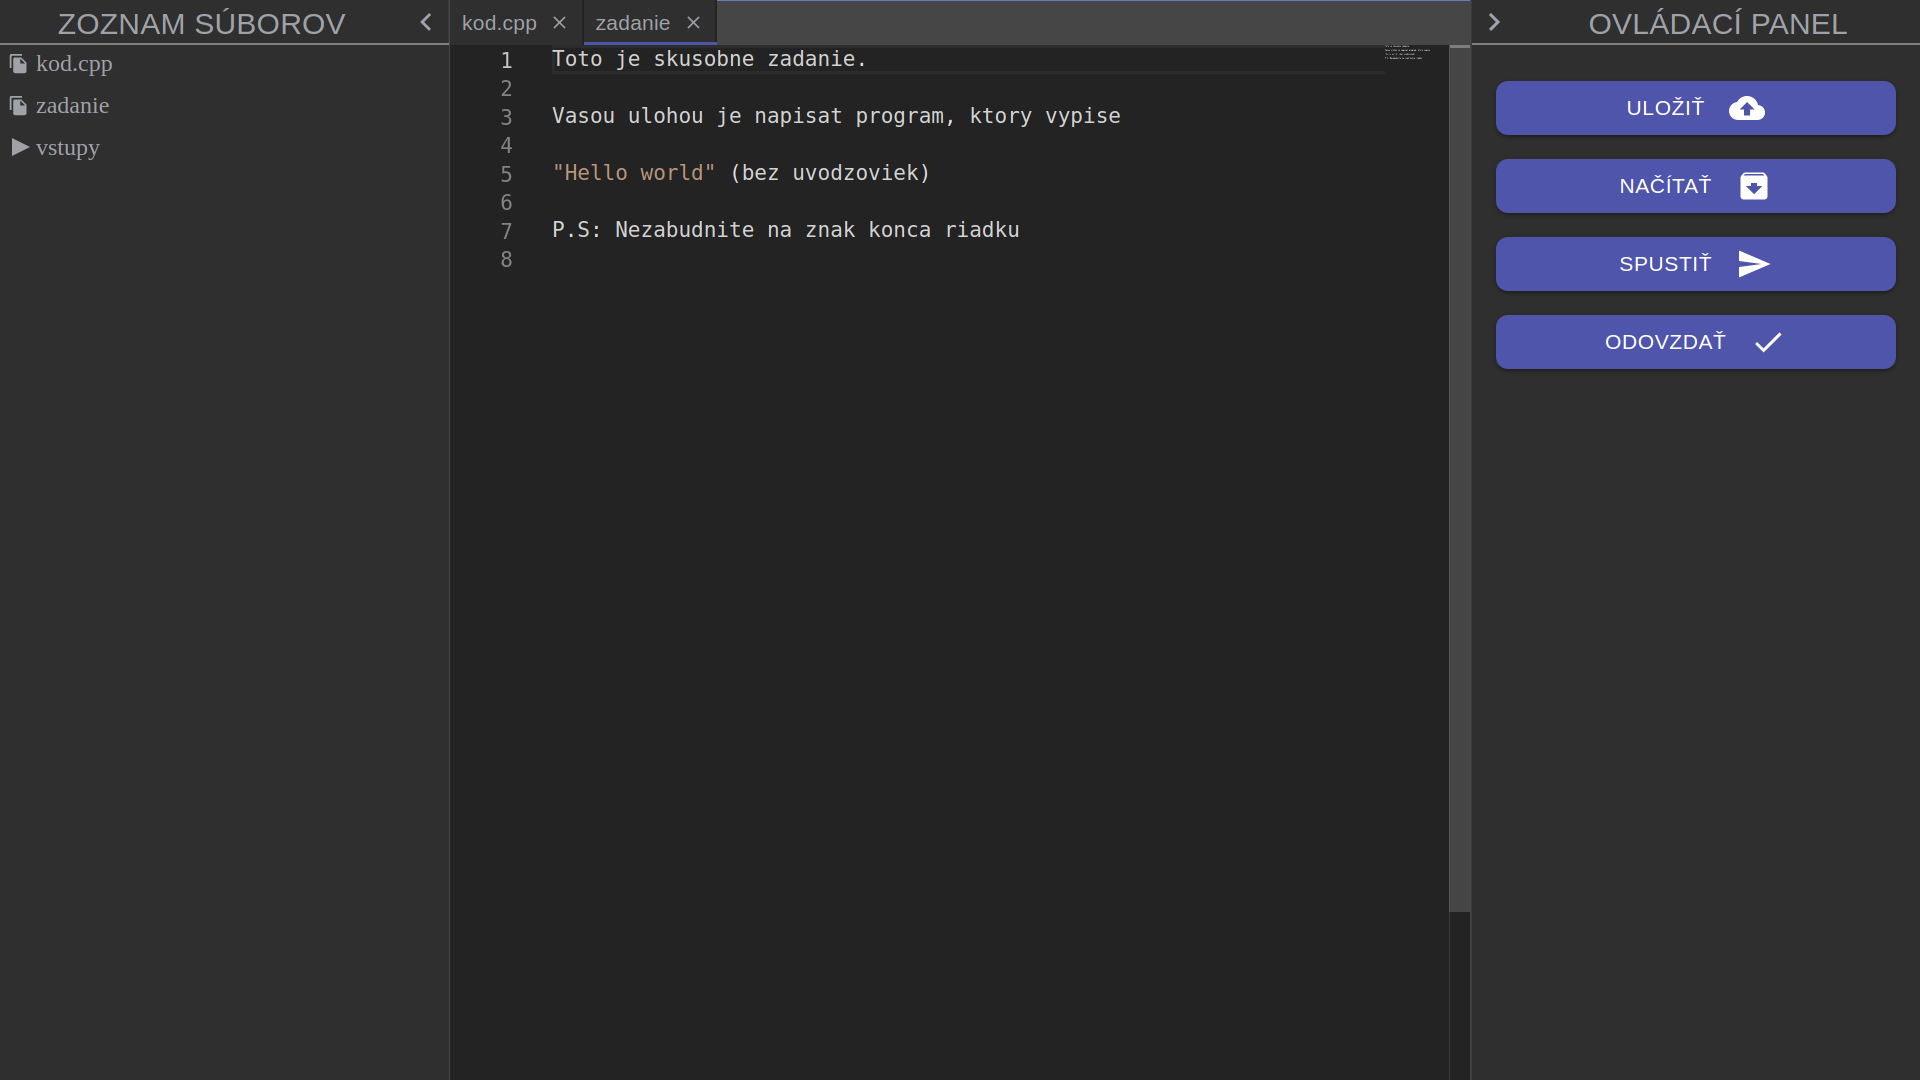 ZOZNAM SÚBOROV
kod.cpp
zadanie
vstupy
kod.cpp
zadanie
1 Toto je skusobne zadanie.
2
3 Vasou ulohou je napisat program, ktory vypise
4
5 "Hello world" (bez uvodzoviek)
6
7 P.S: Nezabudnite na znak konca riadku
8
OVLÁDACÍ PANEL
ULOŽIŤ
NAČÍTAŤ
SPUSTIŤ
ODOVZDAŤ